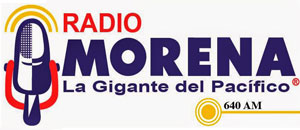 RADIO
MORENA
La Gigante del Pacífico®
640 AM